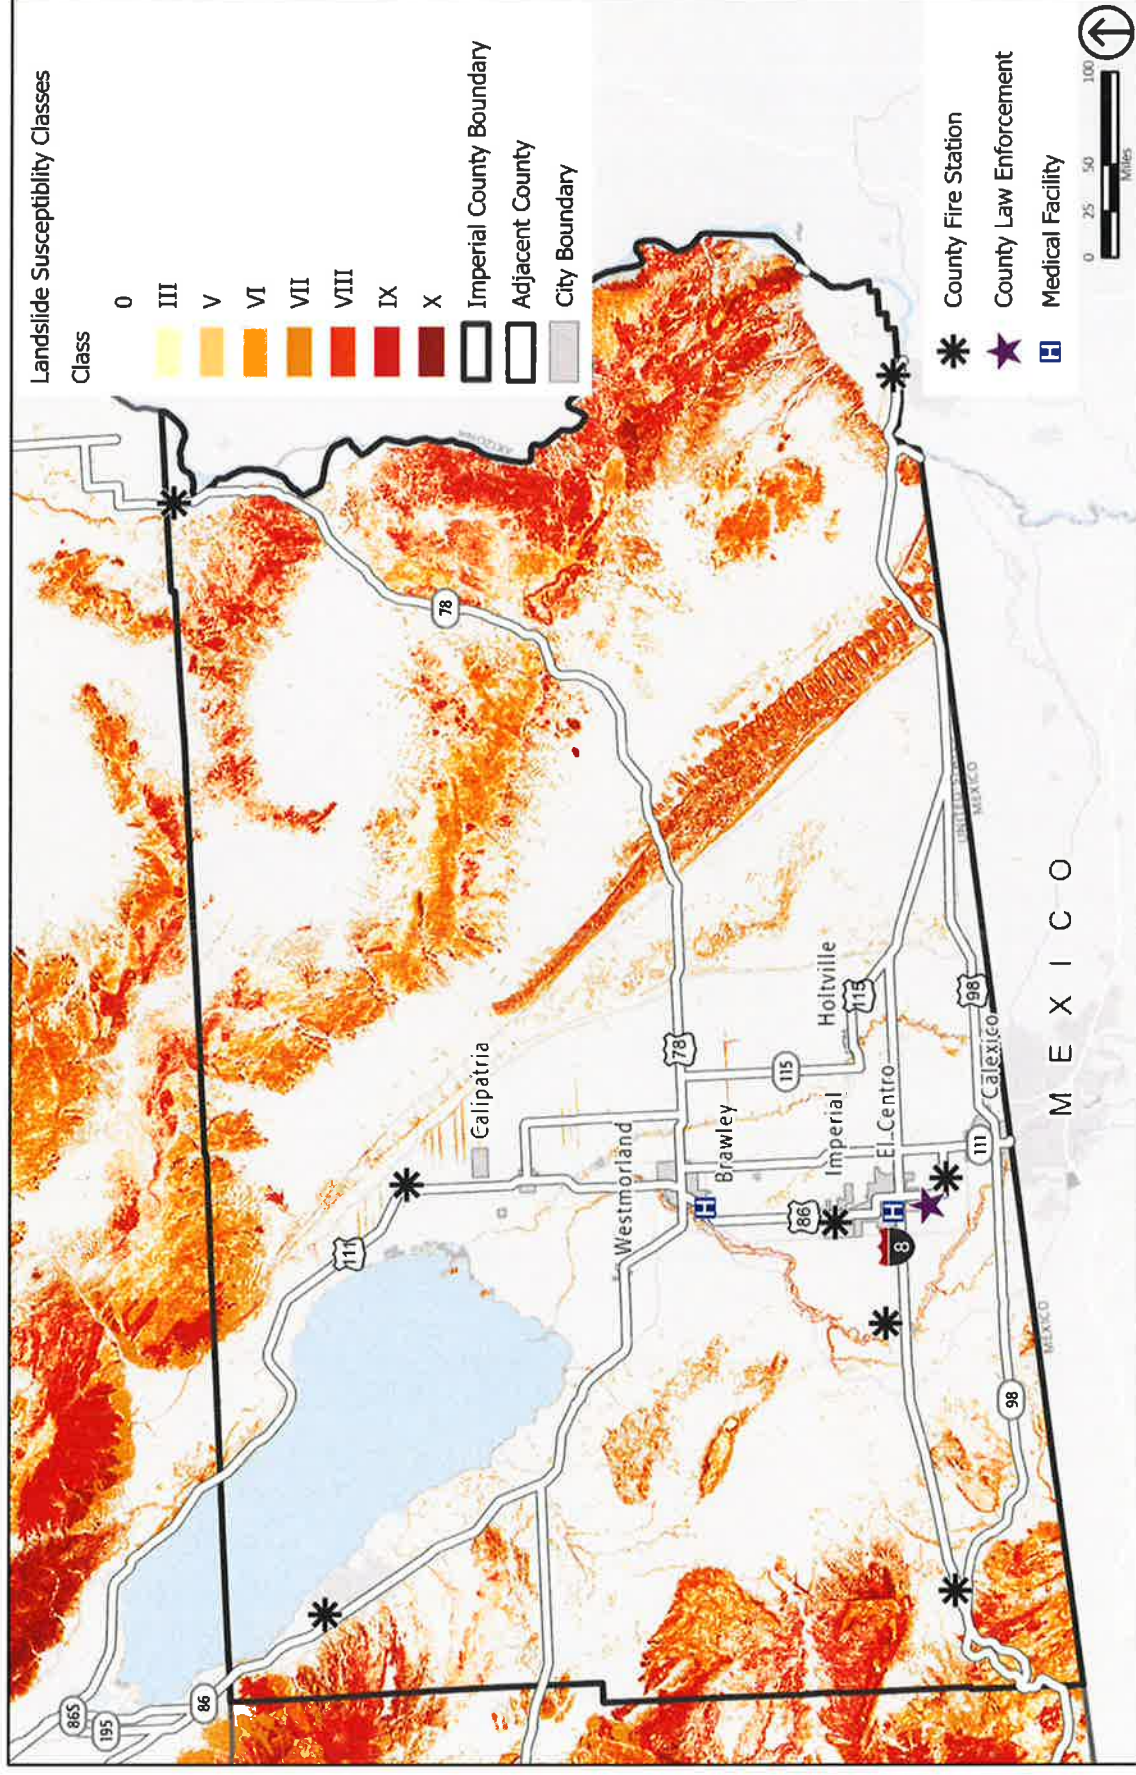 Landslide Susceptiblity Classes
Class
0
III
V
VI
VII
VIII
IX
X
Imperial County Boundary
Adjacent County
City Boundary
County Fire Station
County Law Enforcement
Medical Facility
0 25 50 100
Miles
ARIZONA
78
111
Calipatria
Westmorland
78
Brawley
115
Holtville
115
Imperial
86
El Centro
8
98
Calexico
111
98
MEXICO
MEXICO
M E X I C O
86S
195
86